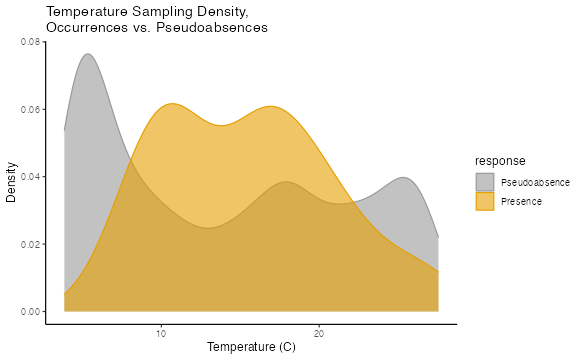 Temperature Sampling Density,
Occurrences vs. Pseudoabsences
0.08
0.06
0.04
0.02
0.00
Density
10
20
Temperature (C)
response
Pseudoabsence
Presence